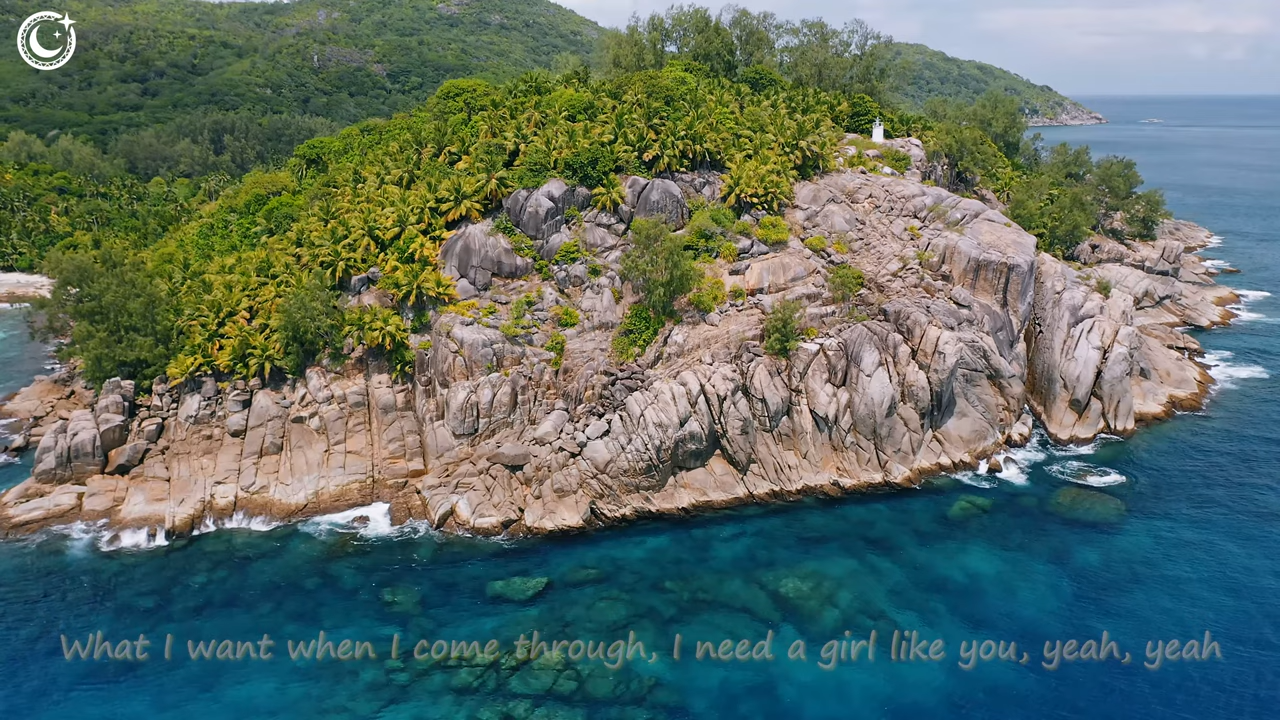 What I want when I come through, I need a girl like you, yeah, yeah